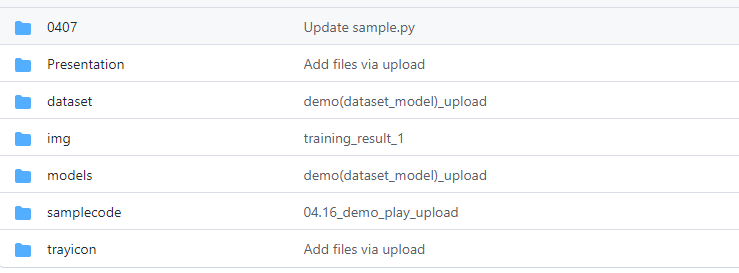 0407 Update sample.py
Presentation Add files via upload
dataset demo(dataset_model)_upload
img training_result_1
models demo(dataset_model)_upload
samplecode 04.16_demo_play_upload
trayicon Add files via upload